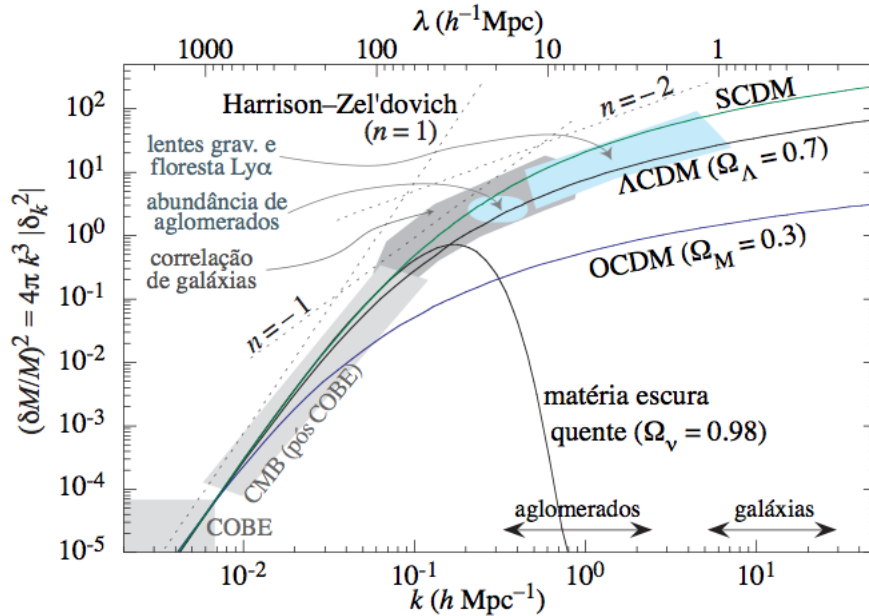 λ (h⁻¹Mpc)
1000 100 10 1
10² 10¹ 10⁰ 10⁻¹ 10⁻² 10⁻³ 10⁻⁴ 10⁻⁵
(δM/M)² = 4π k³ |δₖ²|
Harrison–Zel'dovich
(n = 1)
n = −2
SCDM
lentes grav. e
floresta Lyα
ΛCDM (Ω_Λ = 0.7)
abundância de
aglomerados
correlação
de galáxias
OCDM (Ω_M = 0.3)
n = −1
matéria escura
quente (Ω_ν = 0.98)
CMB (pós COBE)
COBE
aglomerados
galáxias
10⁻² 10⁻¹ 10⁰ 10¹
k (h Mpc⁻¹)